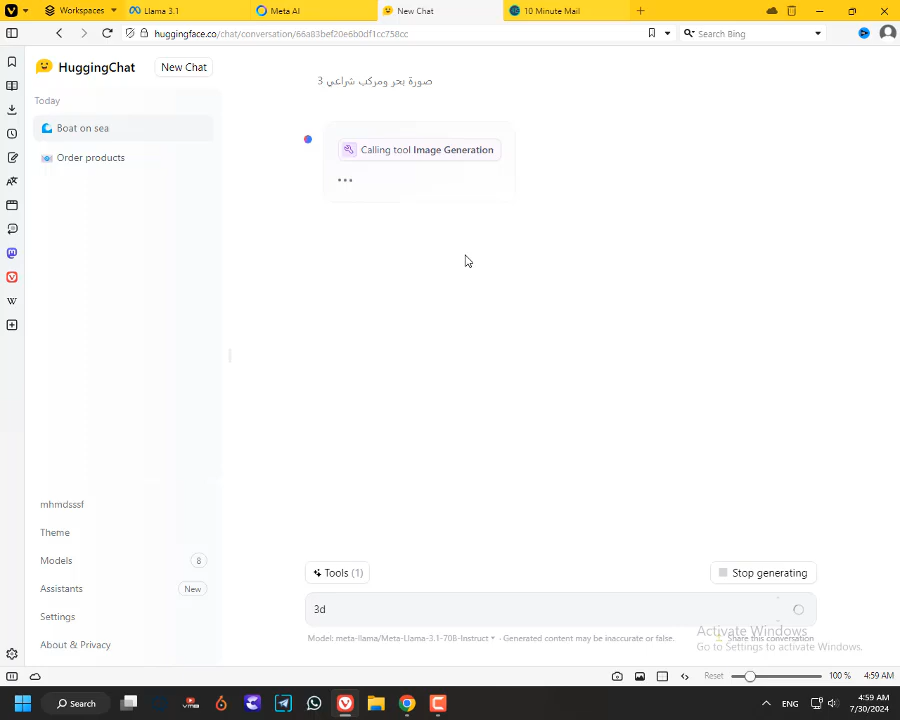 Workspaces
Llama 3.1
Meta AI
New Chat
10 Minute Mail
huggingface.co/chat/conversation/66a83bef20e6b0df1cc758cc
Search Bing
HuggingChat
New Chat
Today
Boat on sea
Order products
صورة بحر ومركب شراعي 3
Calling tool Image Generation
mhmdsssf
Theme
Models
8
Assistants
New
Settings
About & Privacy
Tools (1)
Stop generating
3d
Model: meta-llama/Meta-Llama-3.1-70B-Instruct · Generated content may be inaccurate or false.
Share this conversation
Activate Windows
Go to Settings to activate Windows.
Reset
100 %
4:59 AM
Search
ENG
4:59 AM
7/30/2024